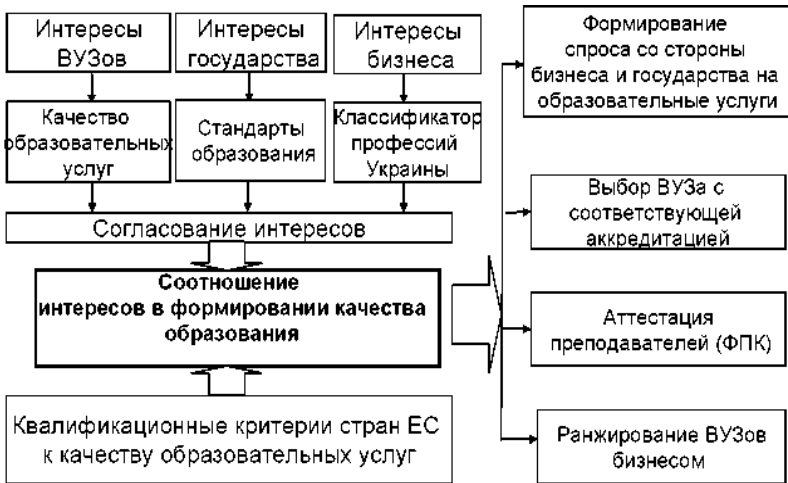 Интересы
ВУЗов
Интересы
государства
Интересы
бизнеса
Качество
образовательных
услуг
Стандарты
образования
Классификатор
профессий
Украины
Согласование интересов
Соотношение
интересов в формировании качества
образования
Квалификационные критерии стран ЕС
к качеству образовательных услуг
Формирование
спроса со стороны
бизнеса и государства на
образовательные услуги
Выбор ВУЗа с
соответствующей
аккредитацией
Аттестация
преподавателей (ФПК)
Ранжирование ВУЗов
бизнесом